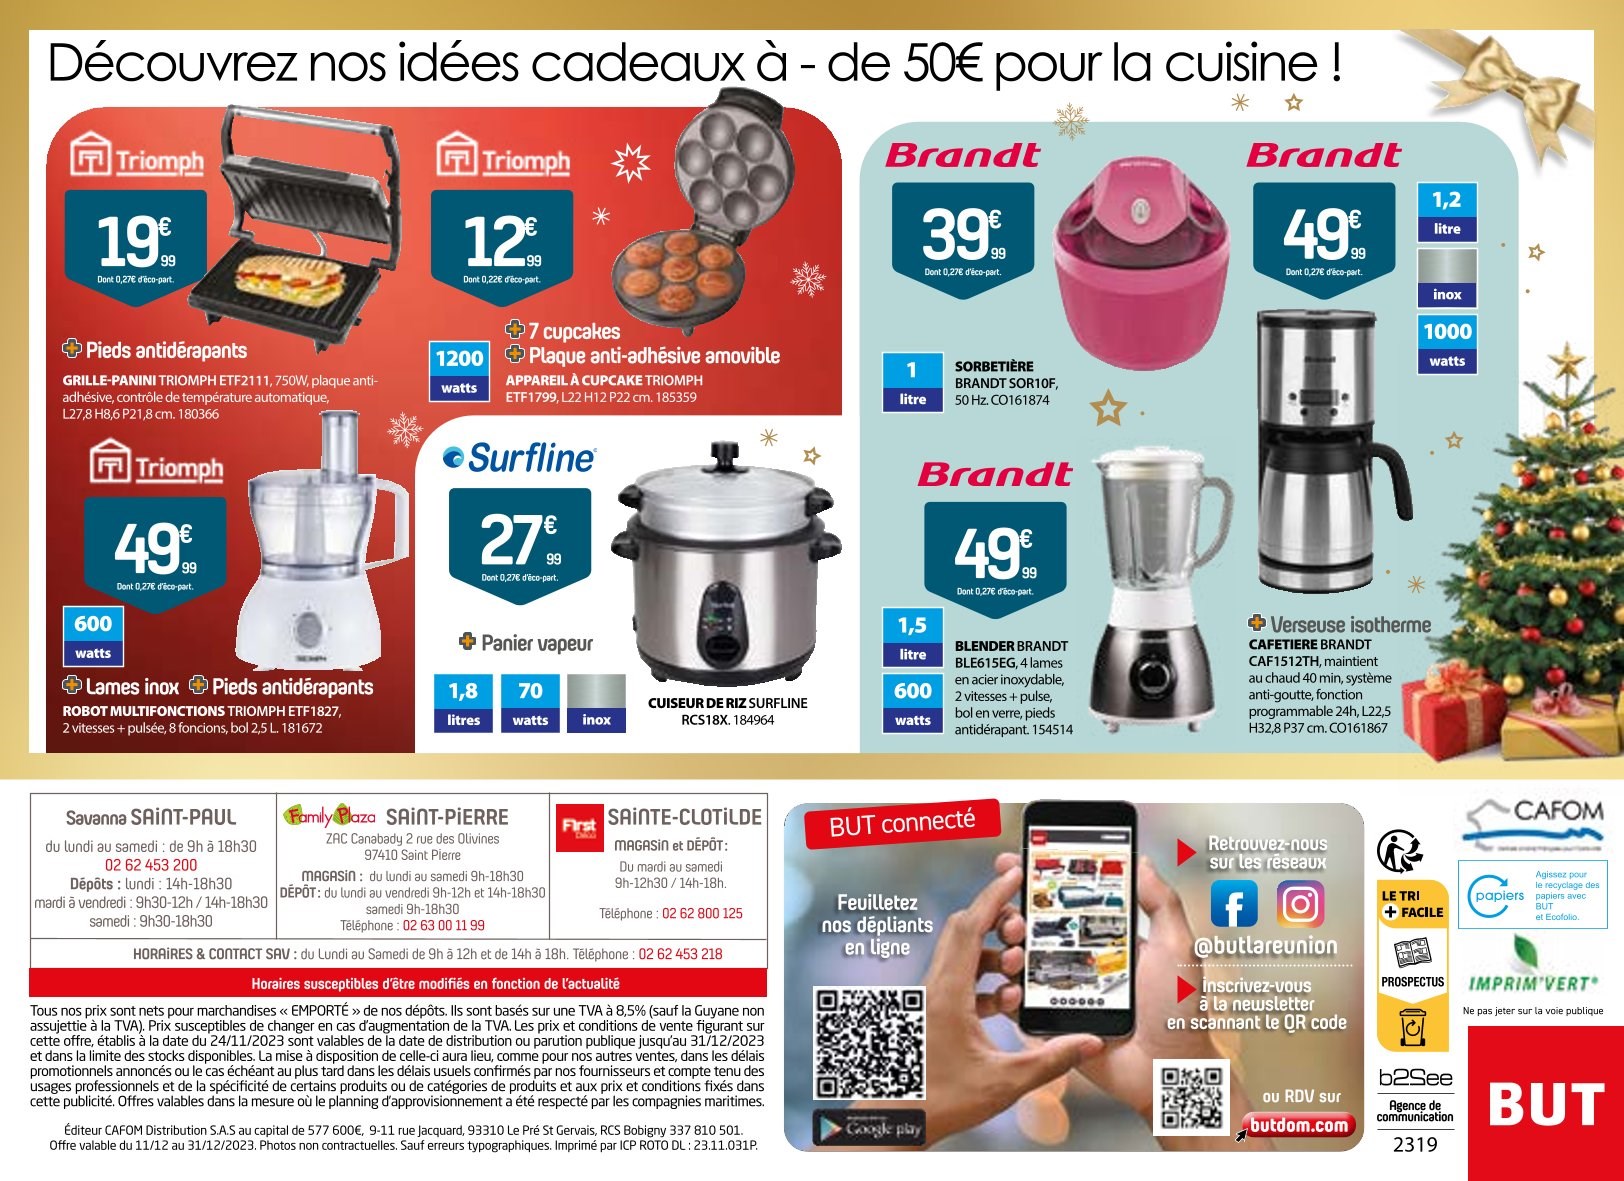 Découvrez nos idées cadeaux à - de 50€ pour la cuisine !
Triomph
19€99
Dont 0,27€ d'éco-part.
+ Pieds antidérapants
GRILLE-PANINI TRIOMPH ETF2111, 750W, plaque anti-
adhésive, contrôle de température automatique,
L27,8 H8,6 P21,8 cm. 180366
Triomph
12€99
Dont 0,22€ d'éco-part.
1200
watts
+ 7 cupcakes
+ Plaque anti-adhésive amovible
APPAREIL À CUPCAKE TRIOMPH
ETF1799, L22 H12 P22 cm. 185359
Triomph
49€99
Dont 0,27€ d'éco-part.
600
watts
+ Lames inox + Pieds antidérapants
ROBOT MULTIFONCTIONS TRIOMPH ETF1827,
2 vitesses + pulsée, 8 foncions, bol 2,5 L. 181672
Surfline
27€99
Dont 0,27€ d'éco-part.
+ Panier vapeur
1,8
litres
70
watts
inox
CUISEUR DE RIZ SURFLINE
RCS18X. 184964
Brandt
39€99
Dont 0,27€ d'éco-part.
1
litre
SORBETIÈRE
BRANDT SOR10F,
50 Hz. CO161874
Brandt
49€99
Dont 0,27€ d'éco-part.
1,2
litre
inox
1000
watts
Brandt
49€99
Dont 0,27€ d'éco-part.
1,5
litre
600
watts
BLENDER BRANDT
BLE615EG, 4 lames
en acier inoxydable,
2 vitesses + pulse,
bol en verre, pieds
antidérapant. 154514
+ Verseuse isotherme
CAFETIERE BRANDT
CAF1512TH, maintient
au chaud 40 min, système
anti-goutte, fonction
programmable 24h, L22,5
H32,8 P37 cm. CO161867
Savanna SAiNT-PAUL
du lundi au samedi : de 9h à 18h30
02 62 453 200
Dépôts : lundi : 14h-18h30
mardi à vendredi : 9h30-12h / 14h-18h30
samedi : 9h30-18h30
Family Plaza SAiNT-PiERRE
ZAC Canabady 2 rue des Olivines
97410 Saint Pierre
MAGASiN : du lundi au samedi 9h-18h30
DÉPÔT : du lundi au vendredi 9h-12h et 14h-18h30
samedi 9h-18h30
Téléphone : 02 63 00 11 99
First
SAiNTE-CLOTiLDE
MAGASiN et DÉPÔT :
Du mardi au samedi
9h-12h30 / 14h-18h.
Téléphone : 02 62 800 125
HORAiRES & CONTACT SAV : du Lundi au Samedi de 9h à 12h et de 14h à 18h. Téléphone : 02 62 453 218
Horaires susceptibles d'être modifiés en fonction de l'actualité
Tous nos prix sont nets pour marchandises « EMPORTÉ » de nos dépôts. Ils sont basés sur une TVA à 8,5% (sauf la Guyane non
assujettie à la TVA). Prix susceptibles de changer en cas d'augmentation de la TVA. Les prix et conditions de vente figurant sur
cette offre, établis à la date du 24/11/2023 sont valables de la date de distribution ou parution publique jusqu'au 31/12/2023
et dans la limite des stocks disponibles. La mise à disposition de celle-ci aura lieu, comme pour nos autres ventes, dans les délais
promotionnels annoncés ou le cas échéant au plus tard dans les délais usuels confirmés par nos fournisseurs et compte tenu des
usages professionnels et de la spécificité de certains produits ou de catégories de produits et aux prix et conditions fixés dans
cette publicité. Offres valables dans la mesure où le planning d'approvisionnement a été respecté par les compagnies maritimes.
Éditeur CAFOM Distribution S.A.S au capital de 577 600€, 9-11 rue Jacquard, 93310 Le Pré St Gervais, RCS Bobigny 337 810 501.
Offre valable du 11/12 au 31/12/2023. Photos non contractuelles. Sauf erreurs typographiques. Imprimé par ICP ROTO DL : 23.11.031P.
BUT connecté
Feuilletez
nos dépliants
en ligne
Google play
Retrouvez-nous
sur les réseaux
@butlareunion
Inscrivez-vous
à la newsletter
en scannant le QR code
ou RDV sur
butdom.com
LE TRI
+ FACILE
PROSPECTUS
b2See
Agence de
communication
2319
CAFOM
papiers
Agissez pour
le recyclage des
papiers avec
BUT
et Ecofolio.
IMPRIM'VERT®
Ne pas jeter sur la voie publique
BUT